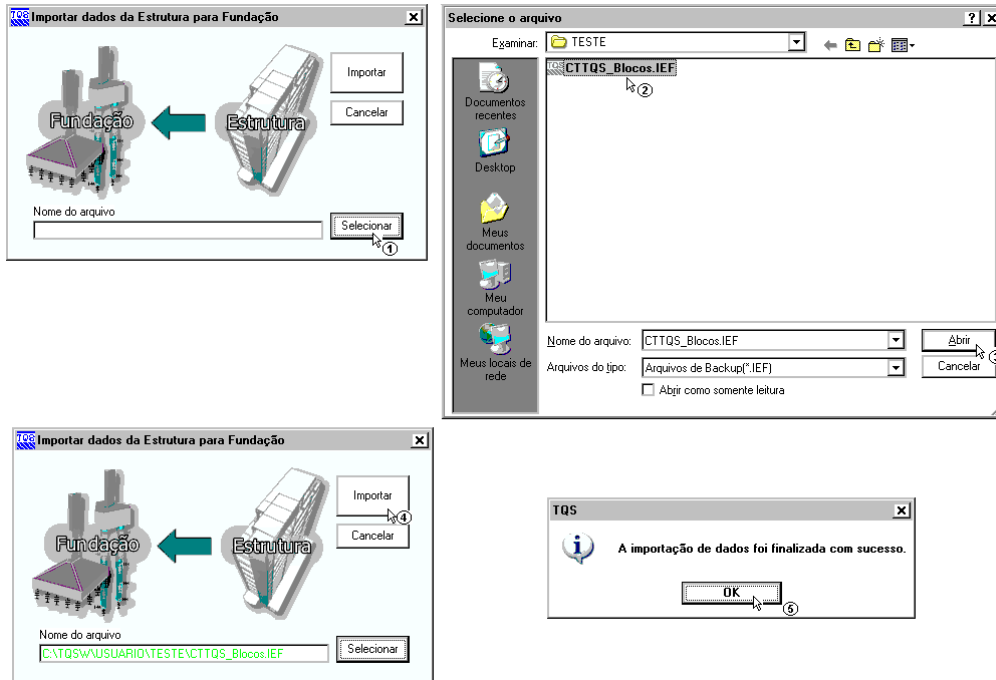 TQS Importar dados da Estrutura para Fundação
Importar
Cancelar
Fundação
Estrutura
Nome do arquivo
Selecionar
1
Selecione o arquivo
Examinar:
TESTE
CTTQS_Blocos.IEF
2
Documentos
recentes
Desktop
Meus
documentos
Meu
computador
Meus locais de
rede
Nome do arquivo:
CTTQS_Blocos.IEF
Abrir
3
Arquivos do tipo:
Arquivos de Backup(*.IEF)
Cancelar
Abrir como somente leitura
TQS Importar dados da Estrutura para Fundação
Importar
4
Cancelar
Fundação
Estrutura
Nome do arquivo
C:\TQSW\USUARIO\TESTE\CTTQS_Blocos.IEF
Selecionar
TQS
A importação de dados foi finalizada com sucesso.
OK
5